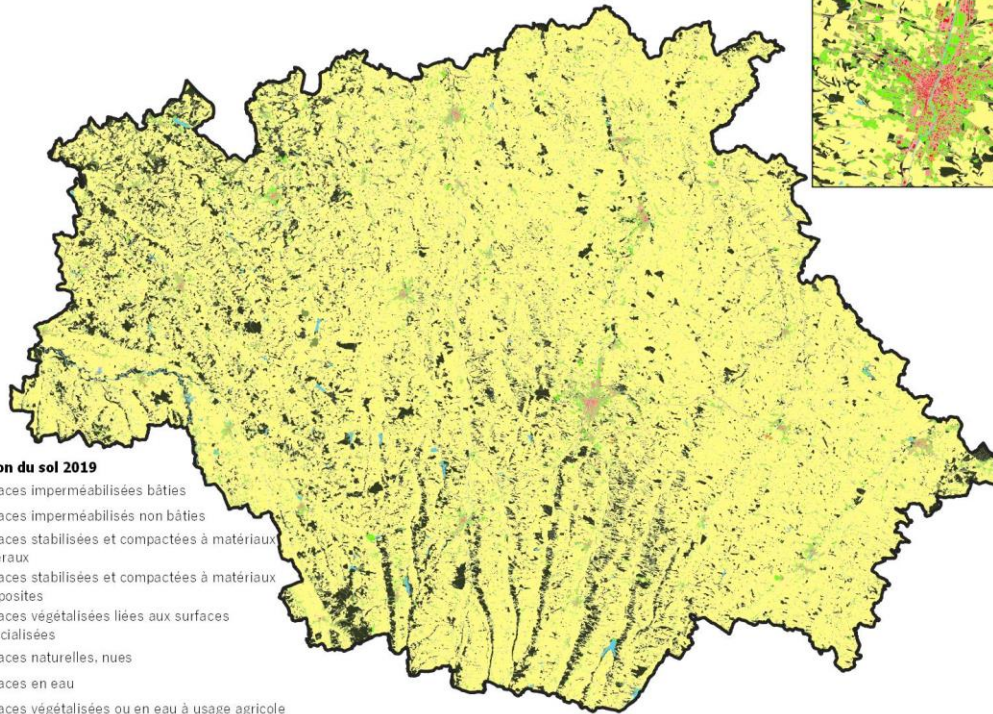 on du sol 2019
aces imperméabilisées bâties
aces imperméabilisés non bâties
aces stabilisées et compactées à matériaux
éraux
aces stabilisées et compactées à matériaux
posites
aces végétalisées liées aux surfaces
cialisées
aces naturelles, nues
aces en eau
aces végétalisées ou en eau à usage agricole